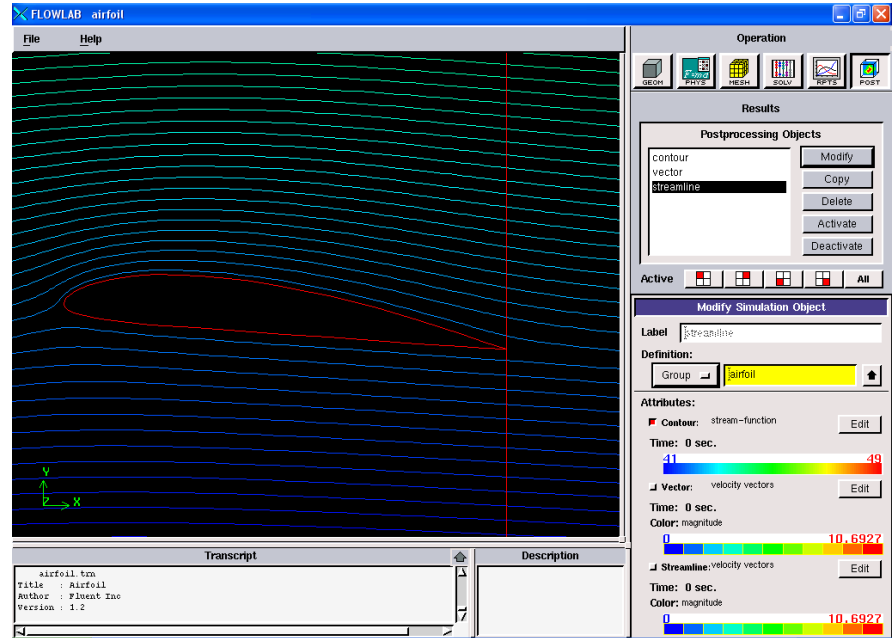 FLOWLAB airfoil
File Help
Operation
GEOM PHYS MESH SOLV RPTS POST
Results
Postprocessing Objects
contour
vector
streamline
Modify
Copy
Delete
Activate
Deactivate
Active All
Modify Simulation Object
Label streamline
Definition:
Group airfoil
Attributes:
Contour: stream-function Edit
Time: 0 sec.
41 49
Vector: velocity vectors Edit
Time: 0 sec.
Color: magnitude
0 10.6927
Streamline: velocity vectors Edit
Time: 0 sec.
Color: magnitude
0 10.6927
Y
Z X
Transcript
airfoil.trn
Title : Airfoil
Author : Fluent Inc
Version : 1.2
Description